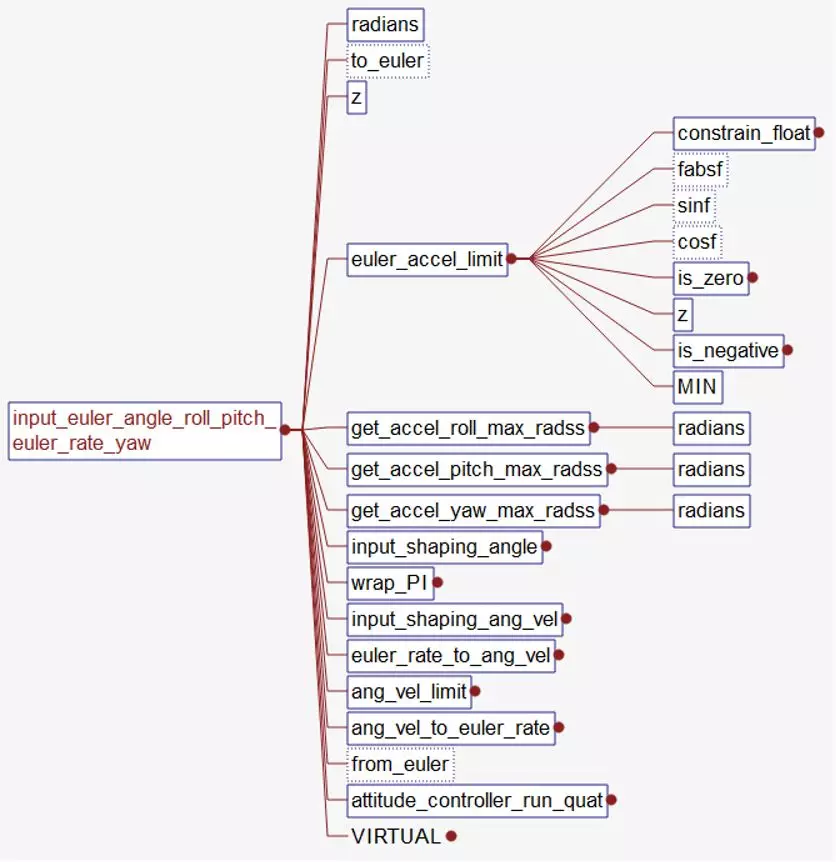 radians
to_euler
z
constrain_float
fabsf
sinf
cosf
euler_accel_limit
is_zero
z
is_negative
MIN
input_euler_angle_roll_pitch_
euler_rate_yaw
get_accel_roll_max_radss
radians
get_accel_pitch_max_radss
radians
get_accel_yaw_max_radss
radians
input_shaping_angle
wrap_PI
input_shaping_ang_vel
euler_rate_to_ang_vel
ang_vel_limit
ang_vel_to_euler_rate
from_euler
attitude_controller_run_quat
VIRTUAL